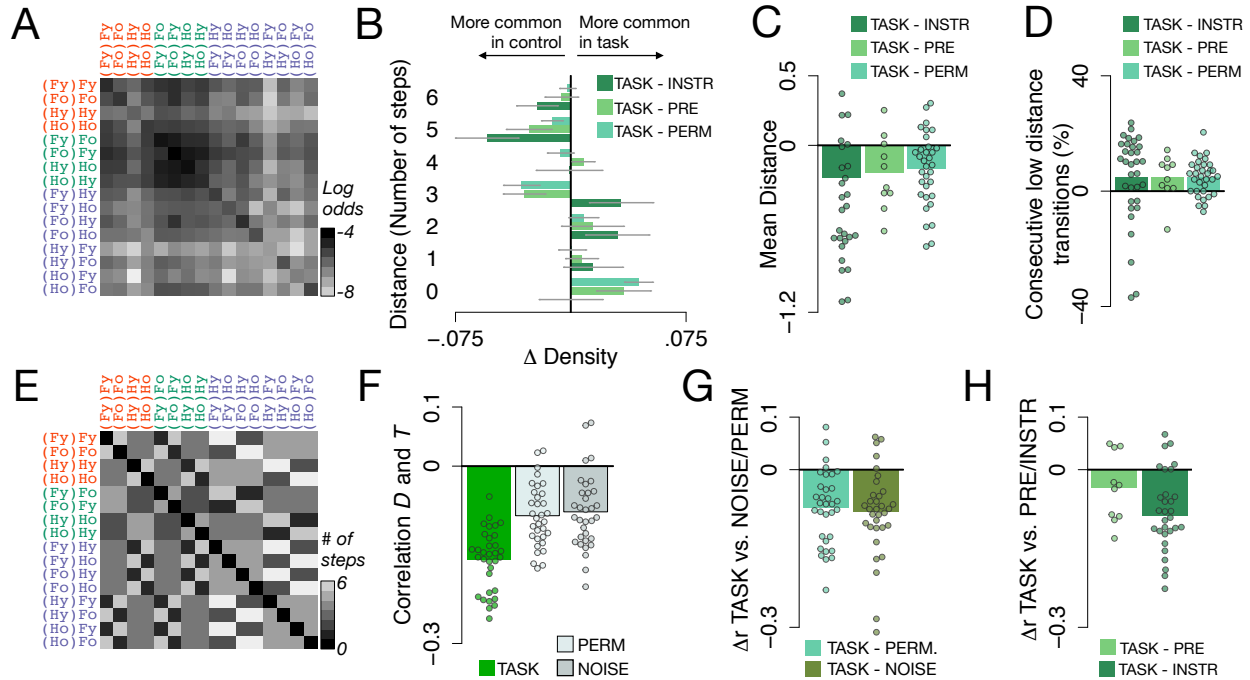 A
(Fy)Fy
(Fo)Fo
(Hy)Hy
(Ho)Ho
(Fy)Fo
(Fo)Fy
(Hy)Ho
(Ho)Hy
(Fy)Hy
(Fy)Ho
(Fo)Hy
(Fo)Ho
(Hy)Fy
(Hy)Fo
(Ho)Fy
(Ho)Fo
Log
odds
-4
-8
B
More common
in control
More common
in task
TASK - INSTR
TASK - PRE
TASK - PERM
Distance (Number of steps)
6
5
4
3
2
1
0
-.075
.075
Δ Density
C
TASK - INSTR
TASK - PRE
TASK - PERM
Mean Distance
0.5
0
-1.2
D
TASK - INSTR
TASK - PRE
TASK - PERM
Consecutive low distance
transitions (%)
40
0
-40
E
(Fy)Fy
(Fo)Fo
(Hy)Hy
(Ho)Ho
(Fy)Fo
(Fo)Fy
(Hy)Ho
(Ho)Hy
(Fy)Hy
(Fy)Ho
(Fo)Hy
(Fo)Ho
(Hy)Fy
(Hy)Fo
(Ho)Fy
(Ho)Fo
# of
steps
6
0
F
Correlation D and T
0.1
0
-0.3
TASK
PERM
NOISE
G
Δr TASK vs. NOISE/PERM
0.1
0
-0.3
TASK - PERM.
TASK - NOISE
H
Δr TASK vs. PRE/INSTR
0.1
0
-0.3
TASK - PRE
TASK - INSTR